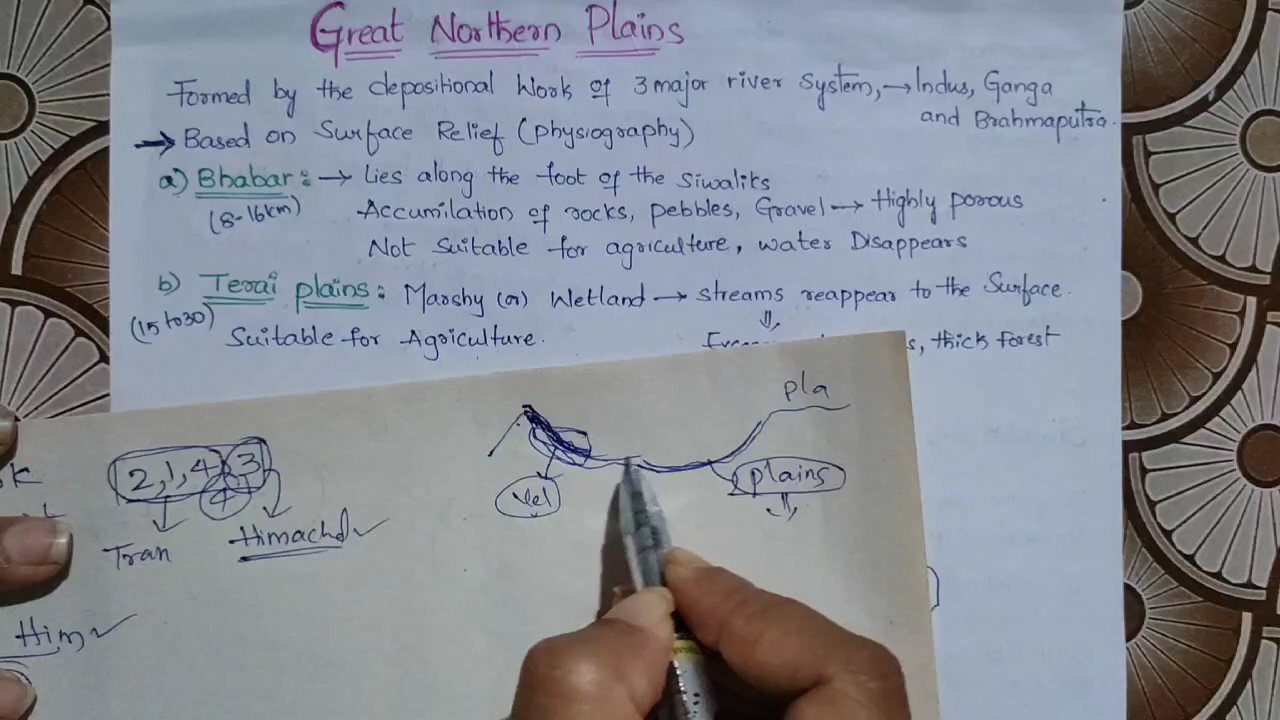 Great Northern Plains
Formed by the depositional Work of 3 major river System, → Indus, Ganga
and Brahmaputra.
→ Based on Surface Relief (Physiography)
a) Bhabar: → Lies along the foot of the Siwaliks
(8-16km) Accumilation of rocks, pebbles, Gravel → Highly porous
Not Suitable for agriculture, water Disappears
b) Terai plains: Marshy (or) Wetland → streams reappear to the Surface.
(15 to 30) Suitable for Agriculture. s, thick forest
pla
2, 1, 4, 3
4
Vel
plains
Tran
Himachal
Him